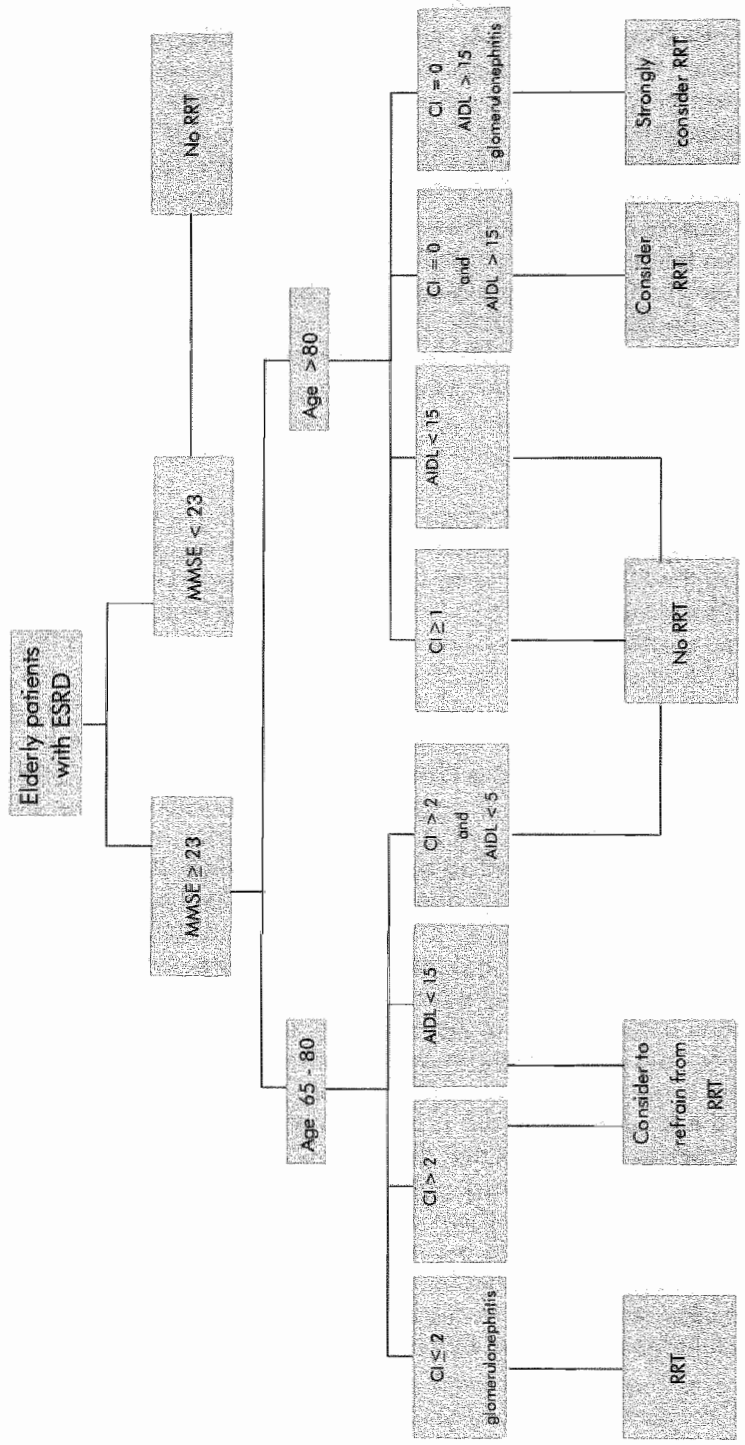 Elderly patients
with ESRD
MMSE ≥ 23
MMSE < 23
No RRT
Age 65 - 80
Age >80
CI ≤ 2
glomerulonephritis
CI > 2
AIDL < 15
CI > 2
and
AIDL < 5
CI ≥ 1
AIDL < 15
CI = 0
and
AIDL > 15
CI = 0
AIDL > 15
glomerulonephritis
RRT
Consider to
refrain from
RRT
No RRT
Consider
RRT
Strongly
consider RRT